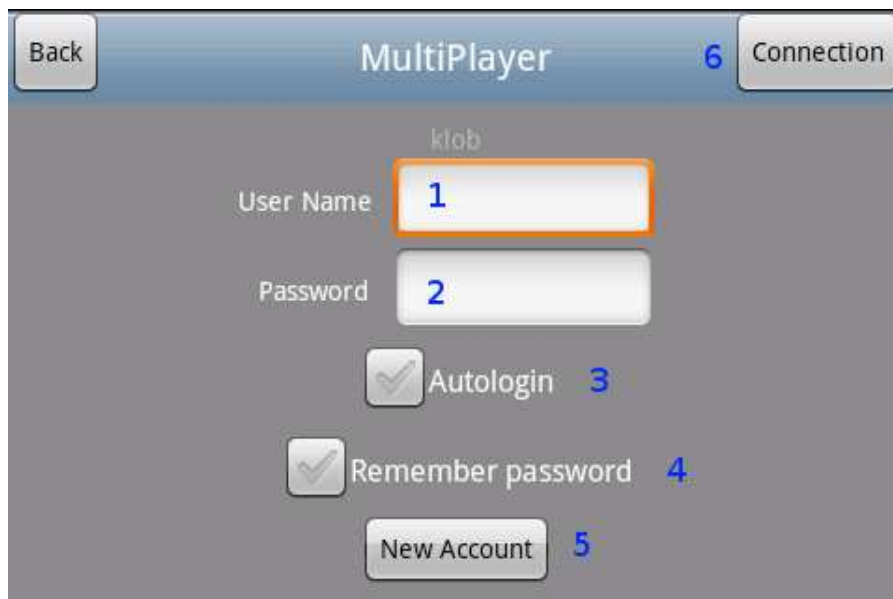 Back
MultiPlayer
6
Connection
klob
User Name
1
Password
2
Autologin
3
Remember password
4
New Account
5